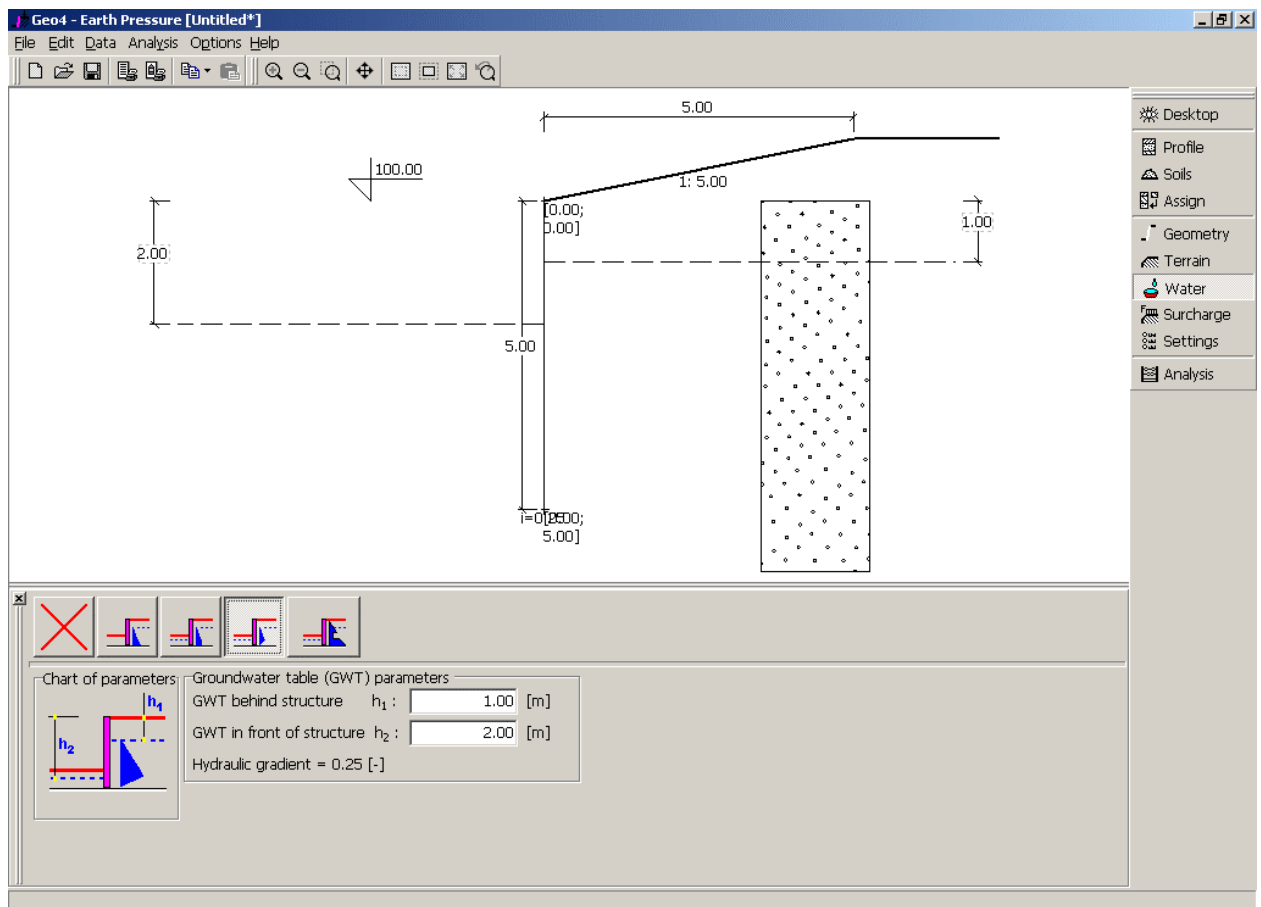 Geo4 - Earth Pressure [Untitled*]
File Edit Data Analysis Options Help
5.00
Desktop
Profile
Soils
Assign
Geometry
Terrain
Water
Surcharge
Settings
Analysis
100.00
1: 5.00
[0.00;
0.00]
1.00
2.00
5.00
5.00]
Chart of parameters
h₁
h₂
Groundwater table (GWT) parameters
GWT behind structure h₁ : 1.00 [m]
GWT in front of structure h₂ : 2.00 [m]
Hydraulic gradient = 0.25 [-]